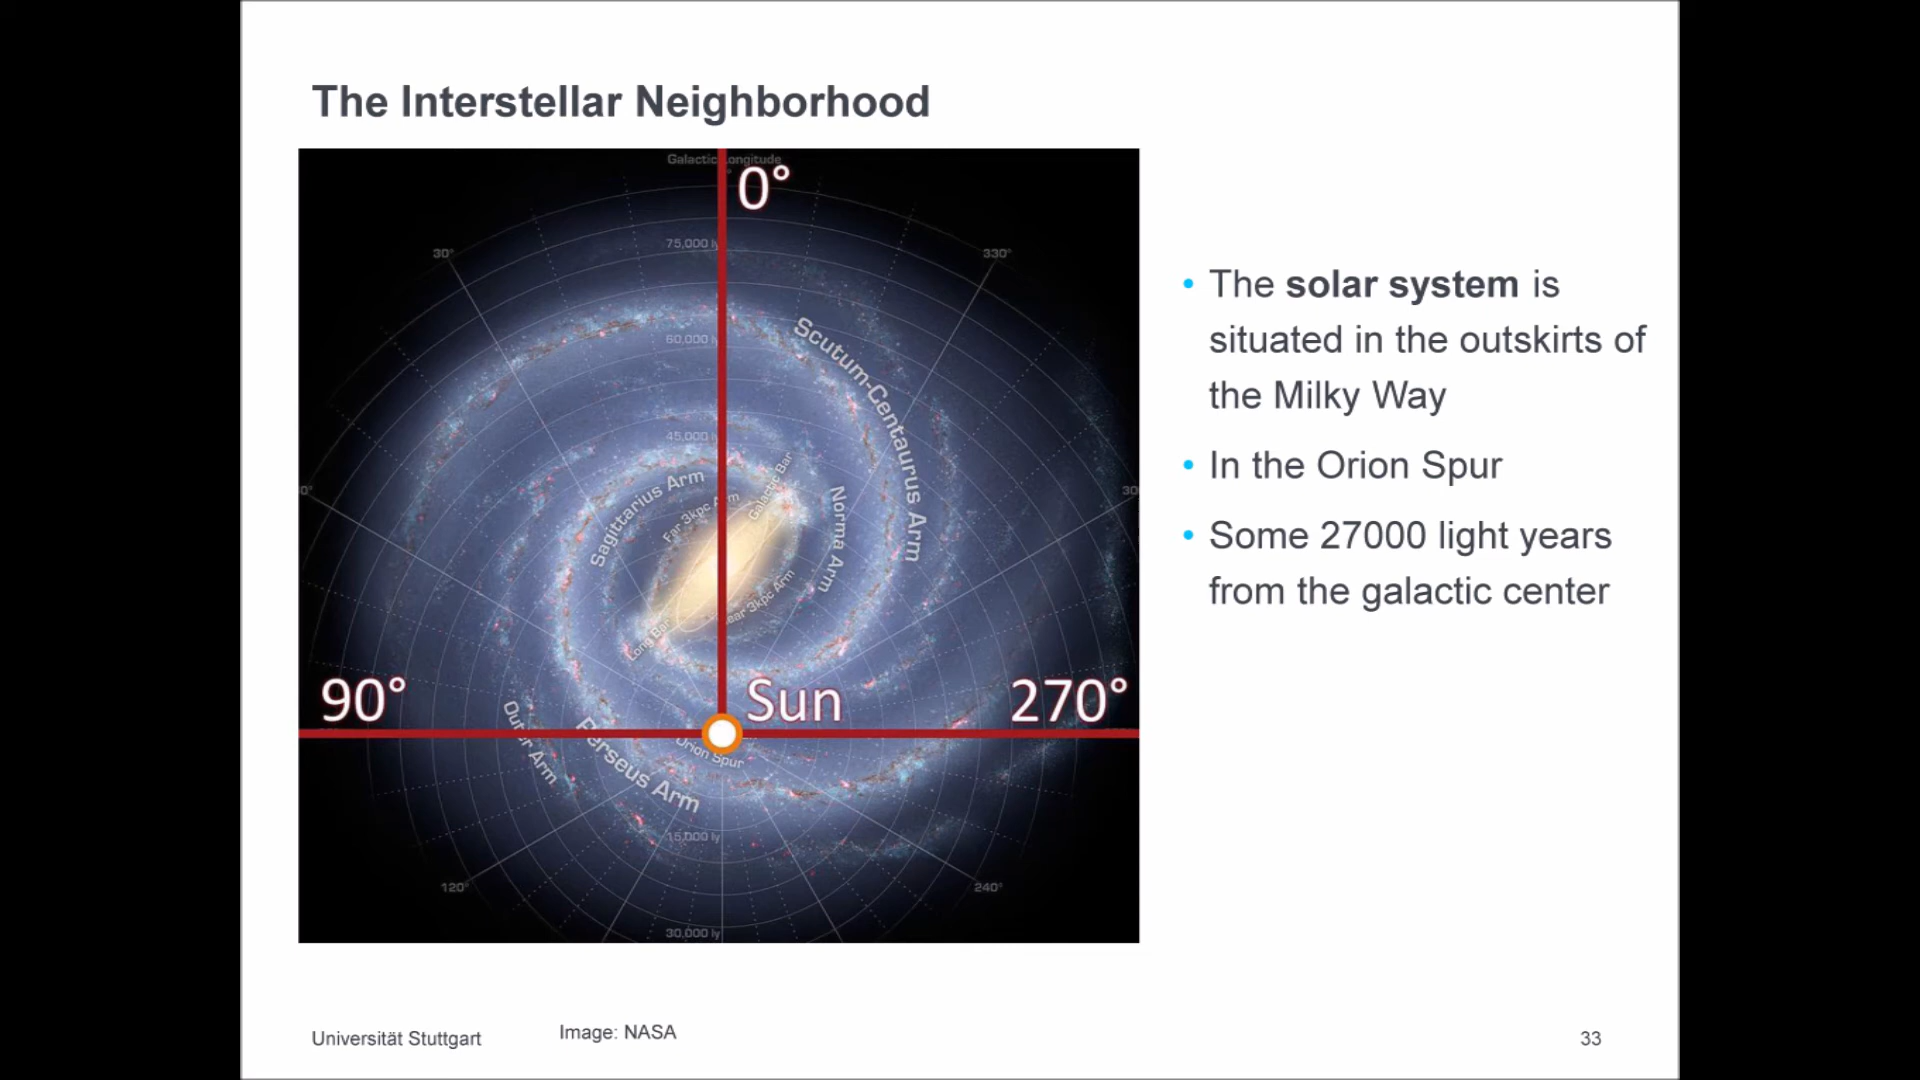 The Interstellar Neighborhood
Galactic Longitude
0°
75,000 ly
30°
330°
Scutum-Centaurus Arm
60,000 ly
45,000 ly
Galactic Bar
Sagittarius Arm
Far 3kpc Arm
Norma Arm
Near 3kpc Arm
Long Bar
90°
Sun
270°
Outer Arm
Perseus Arm
Orion Spur
15,000 ly
120°
240°
30,000 ly
• The solar system is
situated in the outskirts of
the Milky Way
• In the Orion Spur
• Some 27000 light years
from the galactic center
Universität Stuttgart
Image: NASA
33